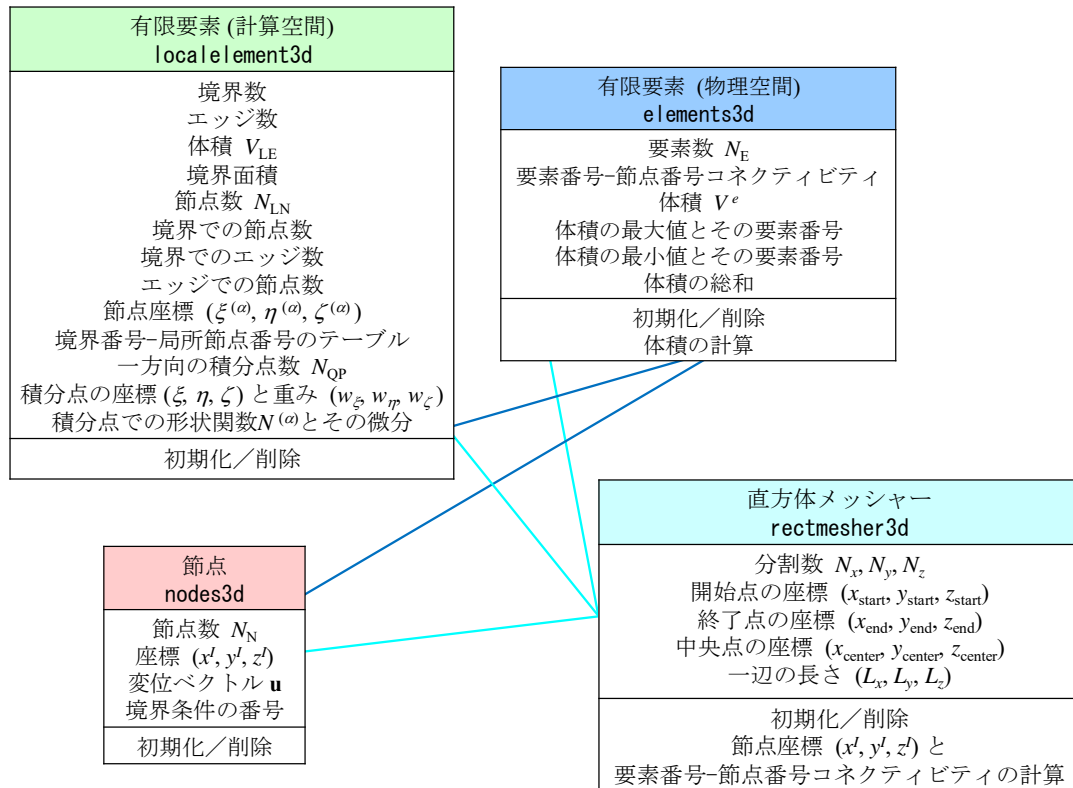 有限要素 (計算空間)
localelement3d
境界数
エッジ数
体積 V_LE
境界面積
節点数 N_LN
境界での節点数
境界でのエッジ数
エッジでの節点数
節点座標 (ξ^(α), η^(α), ζ^(α))
境界番号−局所節点番号のテーブル
一方向の積分点数 N_QP
積分点の座標 (ξ, η, ζ) と重み (w_ξ, w_η, w_ζ)
積分点での形状関数N^(α)とその微分
初期化／削除
有限要素 (物理空間)
elements3d
要素数 N_E
要素番号−節点番号コネクティビティ
体積 V^e
体積の最大値とその要素番号
体積の最小値とその要素番号
体積の総和
初期化／削除
体積の計算
節点
nodes3d
節点数 N_N
座標 (x^I, y^I, z^I)
変位ベクトル u
境界条件の番号
初期化／削除
直方体メッシャー
rectmesher3d
分割数 N_x, N_y, N_z
開始点の座標 (x_start, y_start, z_start)
終了点の座標 (x_end, y_end, z_end)
中央点の座標 (x_center, y_center, z_center)
一辺の長さ (L_x, L_y, L_z)
初期化／削除
節点座標 (x^I, y^I, z^I) と
要素番号−節点番号コネクティビティの計算